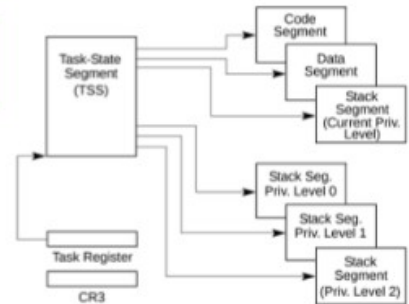 Code
Segment
Task-State
Segment
(TSS)
Data
Segment
Stack
Segment
(Current Priv.
Level)
Stack Seg.
Priv. Level 0
Stack Seg.
Priv. Level 1
Task Register
Stack
Segment
(Priv. Level 2)
CR3